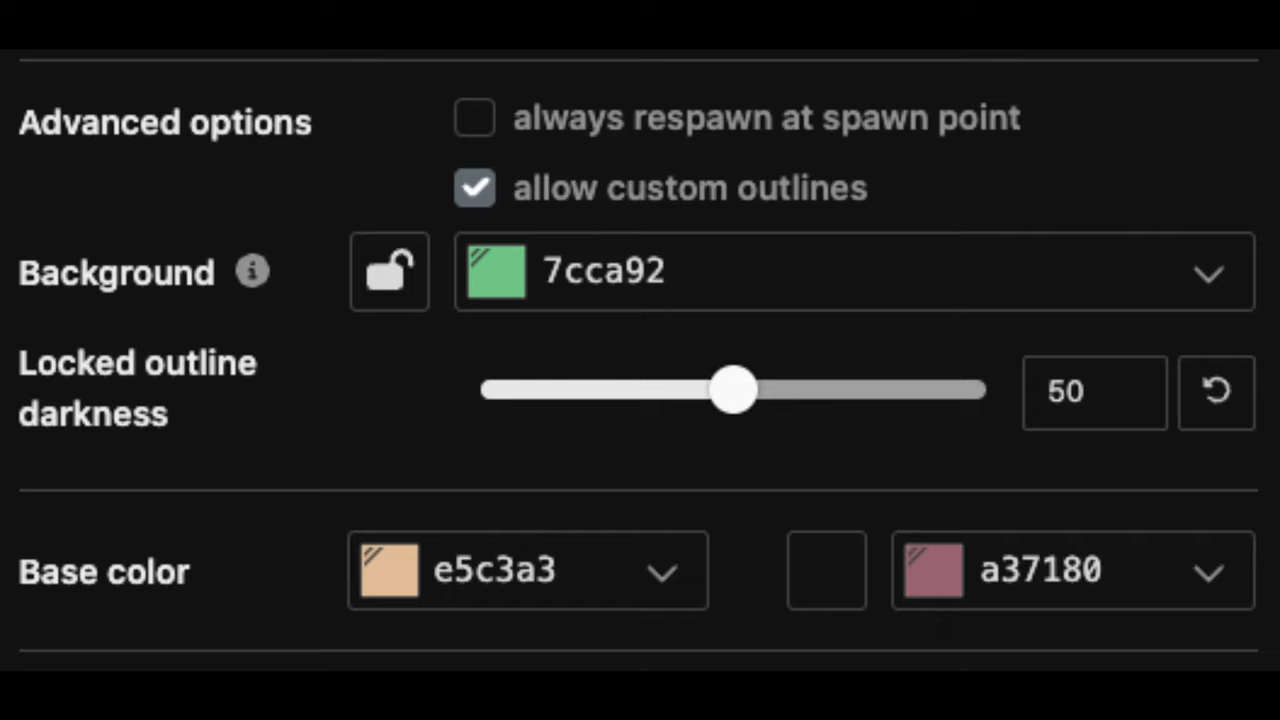 Advanced options
always respawn at spawn point
allow custom outlines
Background
7cca92
Locked outline
darkness
50
Base color
e5c3a3
a37180